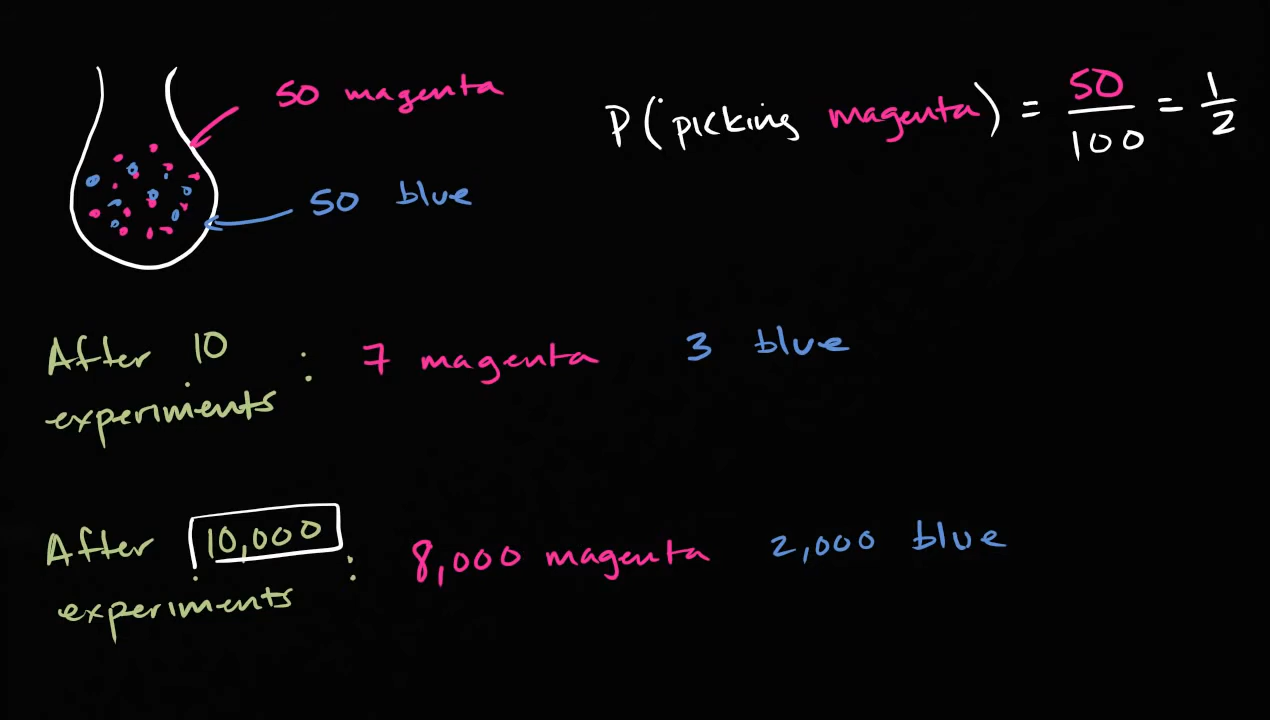 50 magenta
50 blue
P(picking magenta) = 50/100 = 1/2
After 10 experiments : 7 magenta 3 blue
After 10,000 experiments : 8,000 magenta 2,000 blue